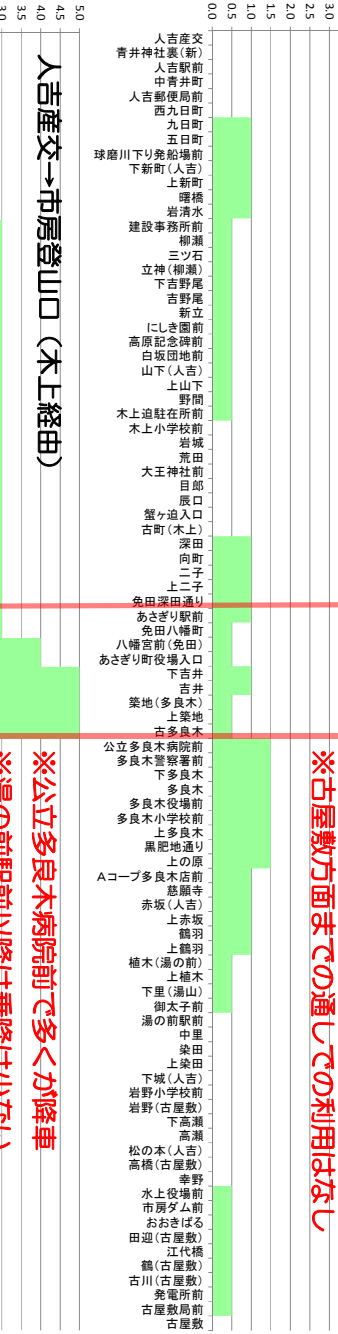 0.0
0.5
1.0
1.5
2.0
2.5
3.0
人吉産交
青井神社裏(新)
人吉駅前
中青井町
人吉郵便局前
西九日町
九日町
五日町
球磨川下り発船場前
下新町(人吉)
上新町
曙橋
岩清水
建設事務所前
柳瀬
三ツ石
立神(柳瀬)
下吉野尾
吉野尾
新立
にしき園前
高原記念碑前
白坂団地前
山下(人吉)
上山下
野間
木上迫駐在所前
木上小学校前
岩城
荒田
大王神社前
目郎
辰口
蟹ヶ迫入口
古町(木上)
深田
向町
二子
上二子
免田深田通り
あさぎり駅前
免田八幡町
八幡宮前(免田)
あさぎり町役場入口
下吉井
吉井
築地(多良木)
上築地
古多良木
公立多良木病院前
多良木警察署前
下多良木
多良木
多良木役場前
多良木小学校前
上多良木
黒肥地通り
上の原
Aコープ多良木店前
慈願寺
赤坂(人吉)
上赤坂
鶴羽
上鶴羽
植木(湯の前)
上植木
下里(湯山)
御太子前
湯の前駅前
中里
染田
上染田
下城(人吉)
岩野小学校前
岩野(古屋敷)
下高瀬
高瀬
松の本(人吉)
高橋(古屋敷)
幸野
水上役場前
市房ダム前
おおきばる
田迎(古屋敷)
江代橋
鶴(古屋敷)
古川(古屋敷)
発電所前
古屋敷局前
古屋敷
※古屋敷方面までの通しでの利用はなし
人吉産交→市房登山口（木上経由）
3.0
3.5
4.0
4.5
5.0
※公立多良木病院前で多くが降車
※湯の前駅前以降は乗降は少ない